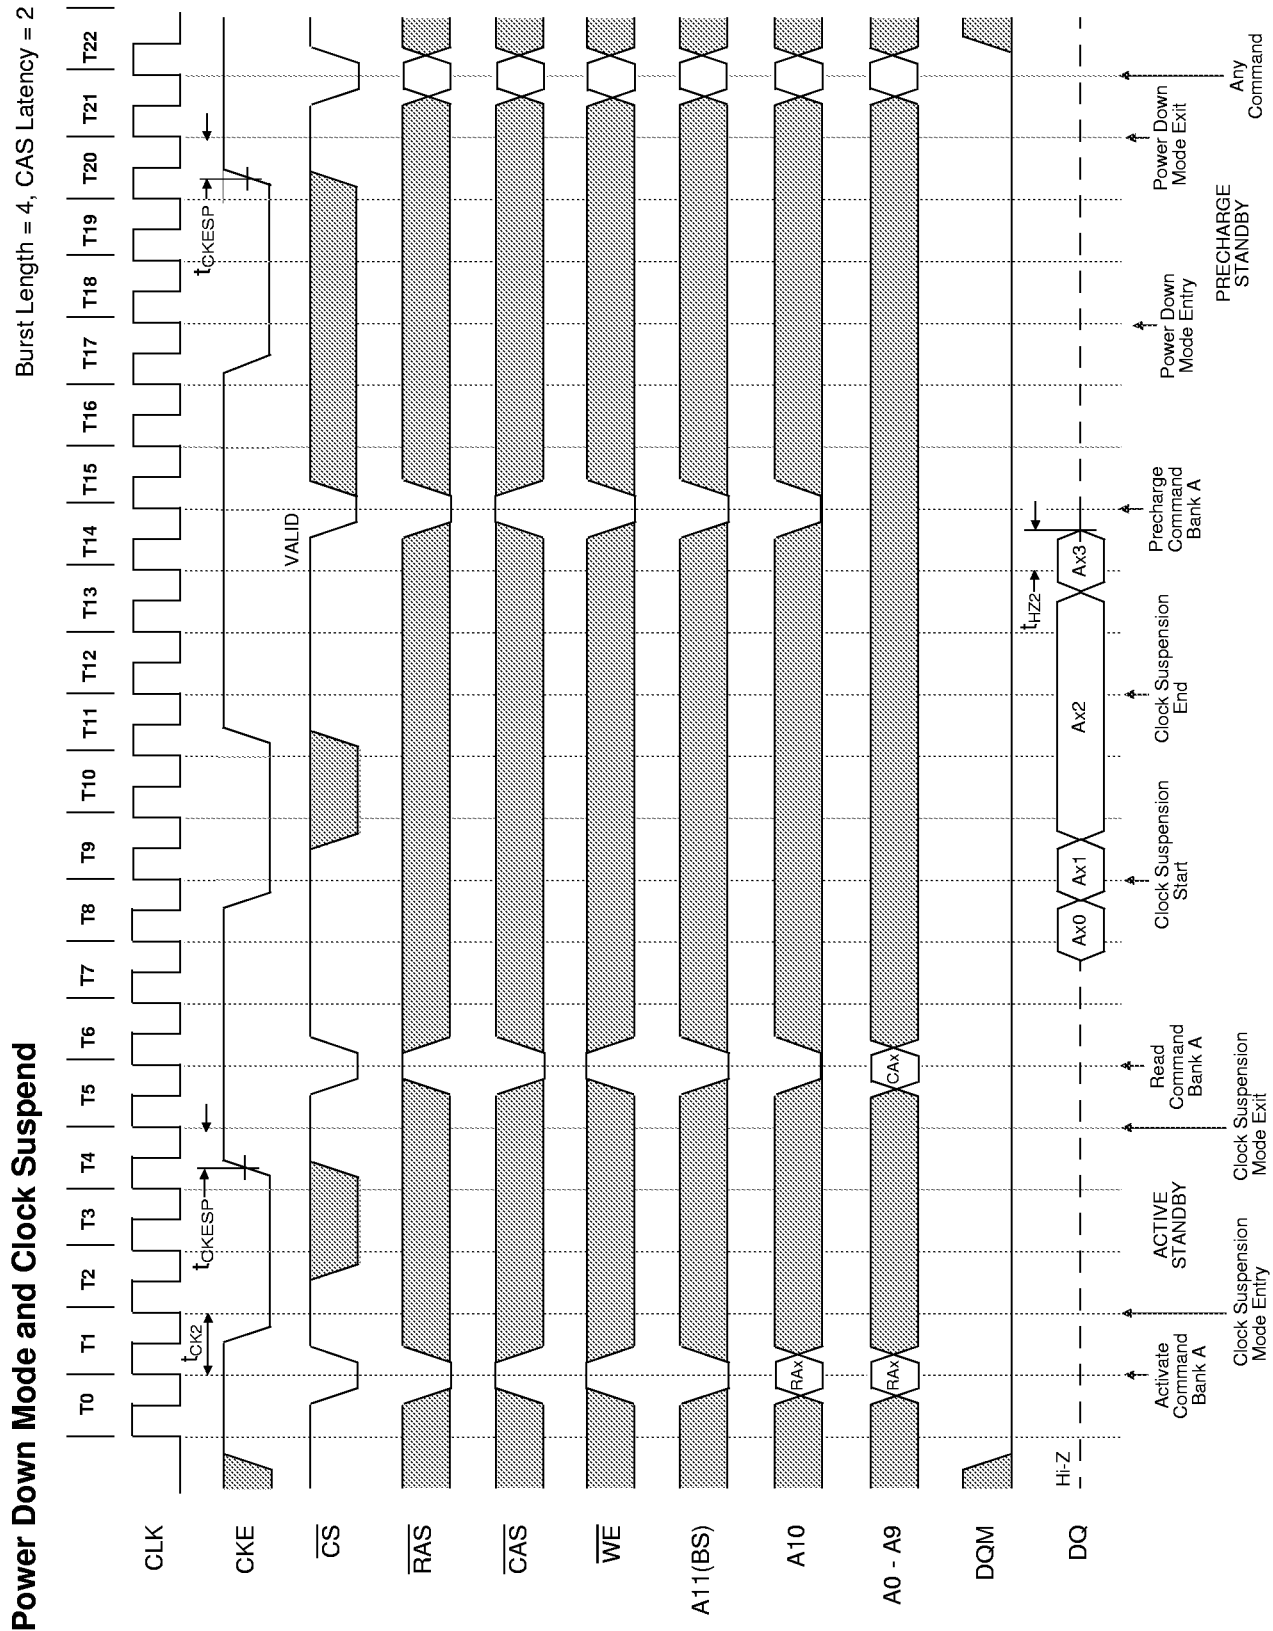 Power Down Mode and Clock Suspend
Burst Length = 4, CAS Latency = 2
T0 T1 T2 T3 T4 T5 T6 T7 T8 T9 T10 T11 T12 T13 T14 T15 T16 T17 T18 T19 T20 T21 T22
CLK
tCK2
tCKESP
tCKESP
CKE
VALID
CS
RAS
CAS
WE
A11(BS)
A10
RAx
A0 - A9
RAx
CAx
DQM
tHZ2
DQ
Hi-Z
Ax0
Ax1
Ax2
Ax3
Activate
Command
Bank A
Clock Suspension
Mode Entry
ACTIVE
STANDBY
Clock Suspension
Mode Exit
Read
Command
Bank A
Clock Suspension
Start
Clock Suspension
End
Precharge
Command
Bank A
Power Down
Mode Entry
PRECHARGE
STANDBY
Power Down
Mode Exit
Any
Command